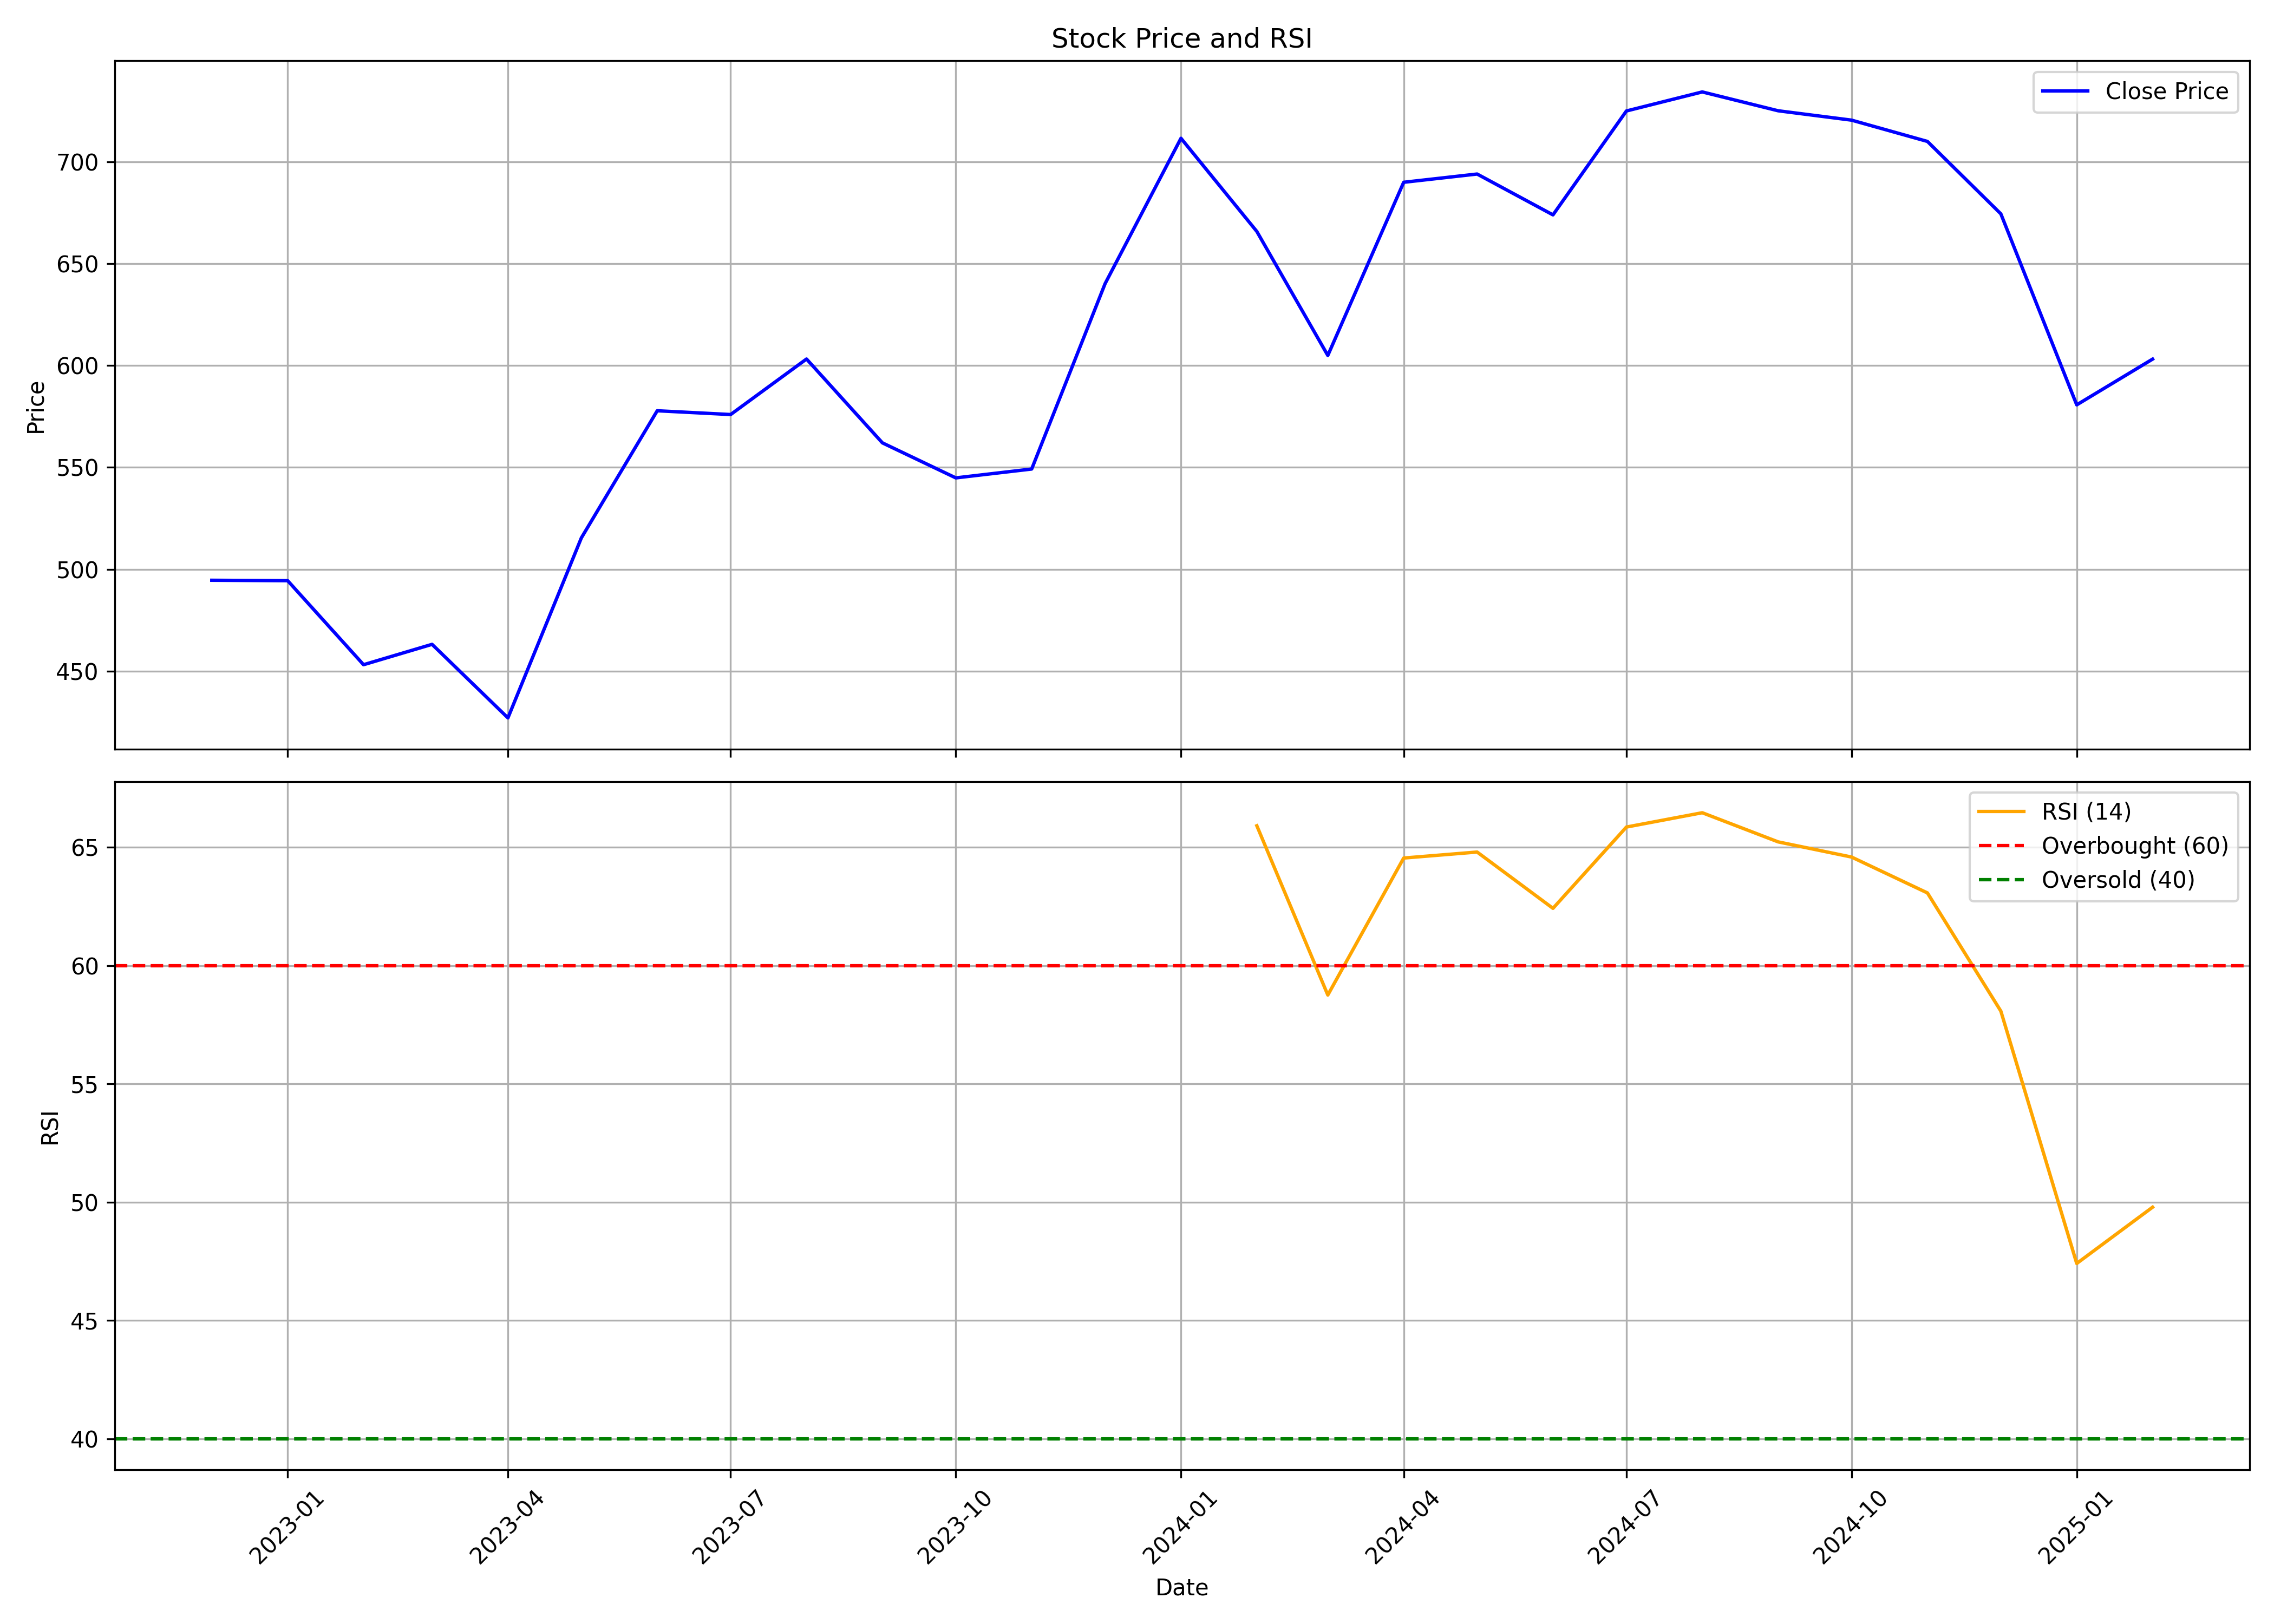 Stock Price and RSI
Close Price
700
650
600
550
500
450
Price
RSI (14)
Overbought (60)
Oversold (40)
65
60
55
50
45
40
RSI
2023-01
2023-04
2023-07
2023-10
2024-01
2024-04
2024-07
2024-10
2025-01
Date